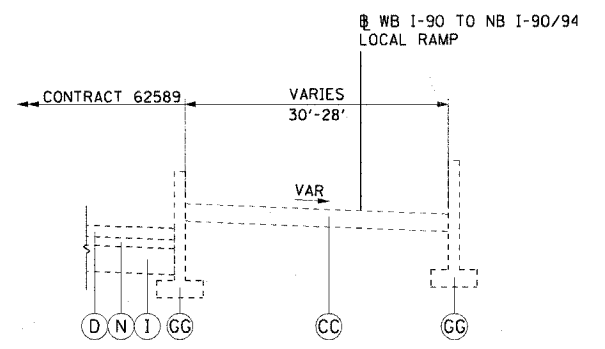 ℄ WB I-90 TO NB I-90/94
LOCAL RAMP
CONTRACT 62589
VARIES
30'-28'
VAR
D N I GG CC GG